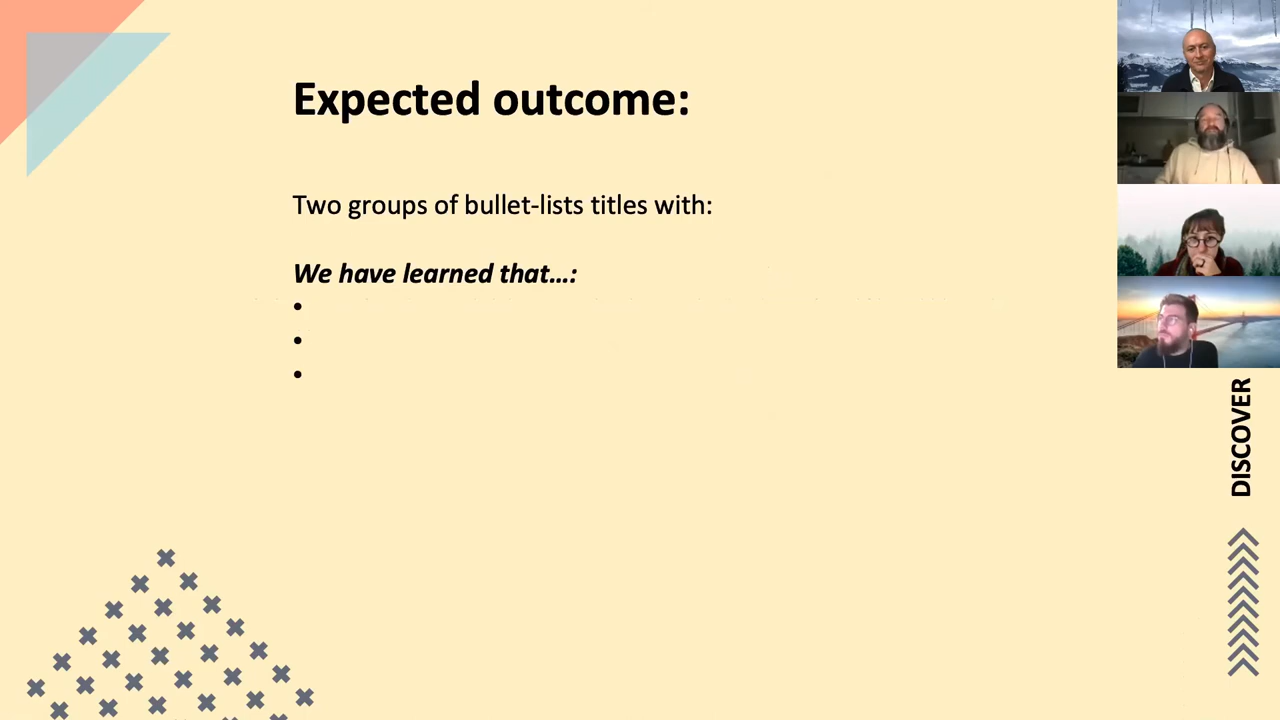 Expected outcome:
Two groups of bullet-lists titles with:
We have learned that...:
•
•
•
DISCOVER